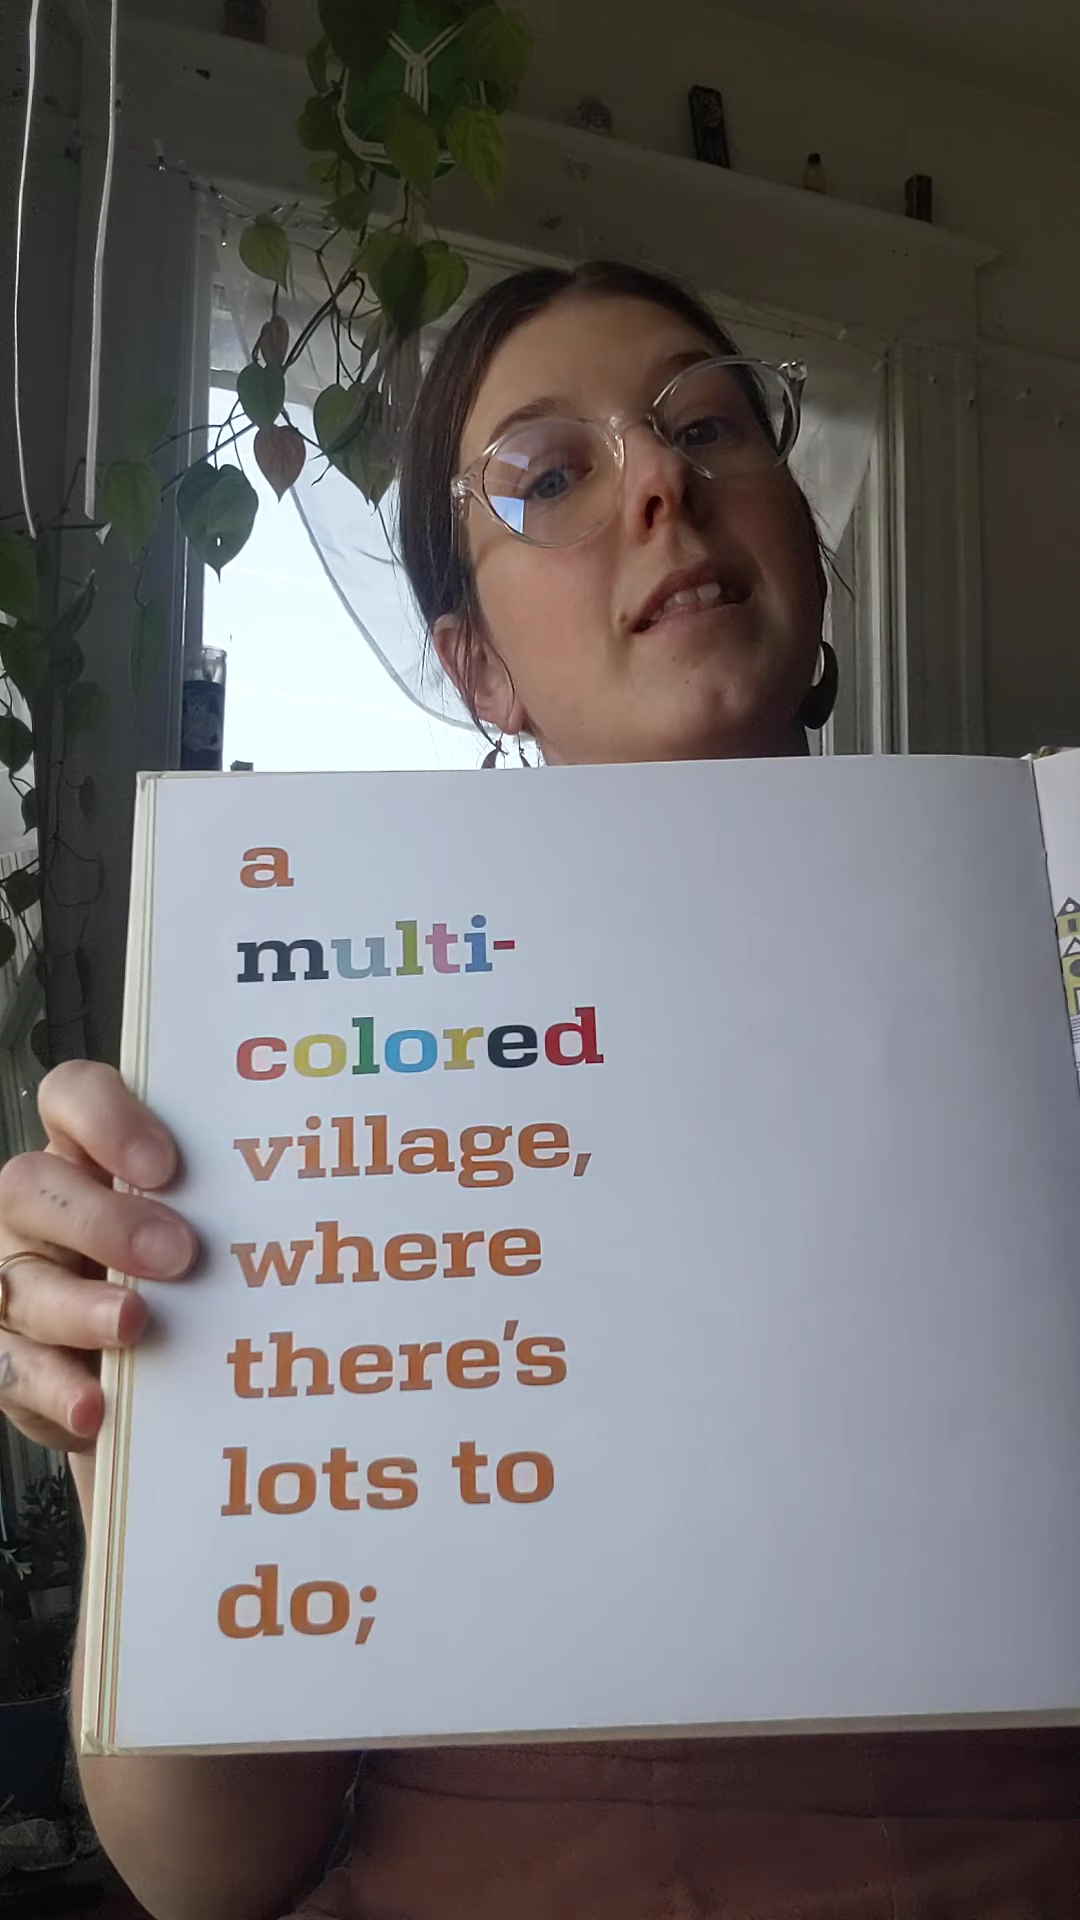 a
multi-
colored
village,
where
there's
lots to
do;